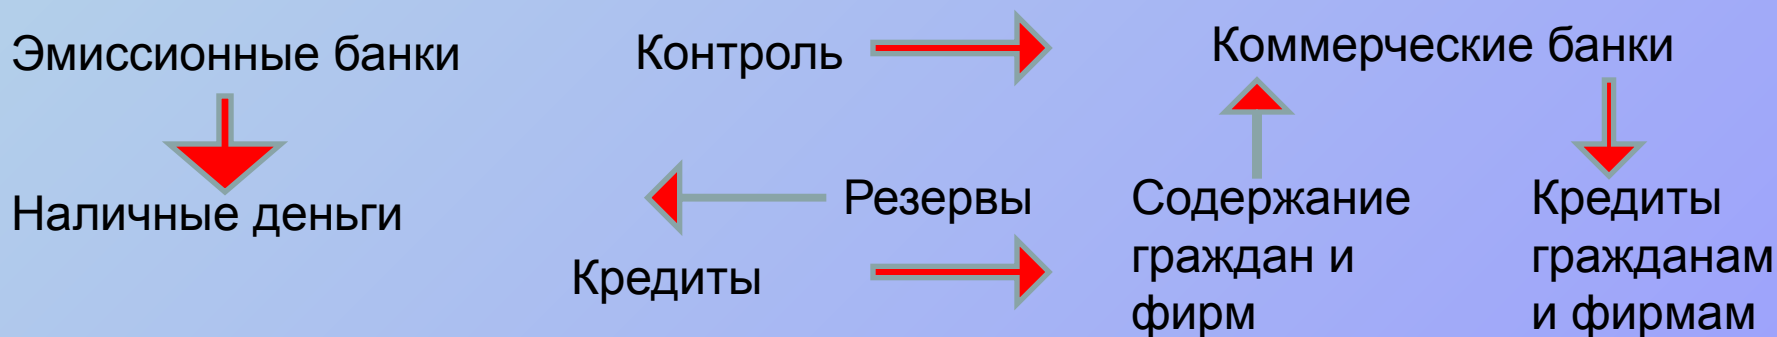 Эмиссионные банки
Контроль
Коммерческие банки
Наличные деньги
Резервы
Кредиты
Содержание
граждан и
фирм
Кредиты
гражданам
и фирмам